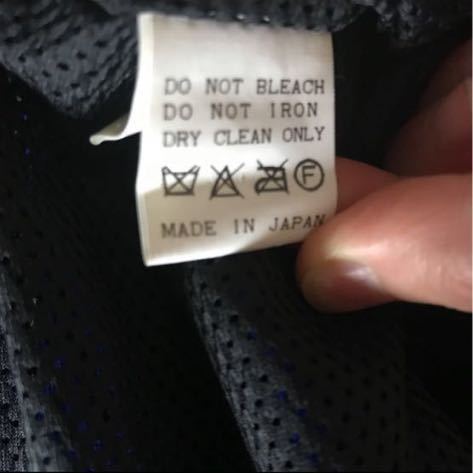 DO NOT BLEACH
DO NOT IRON
DRY CLEAN ONLY
F
MADE IN JAPAN